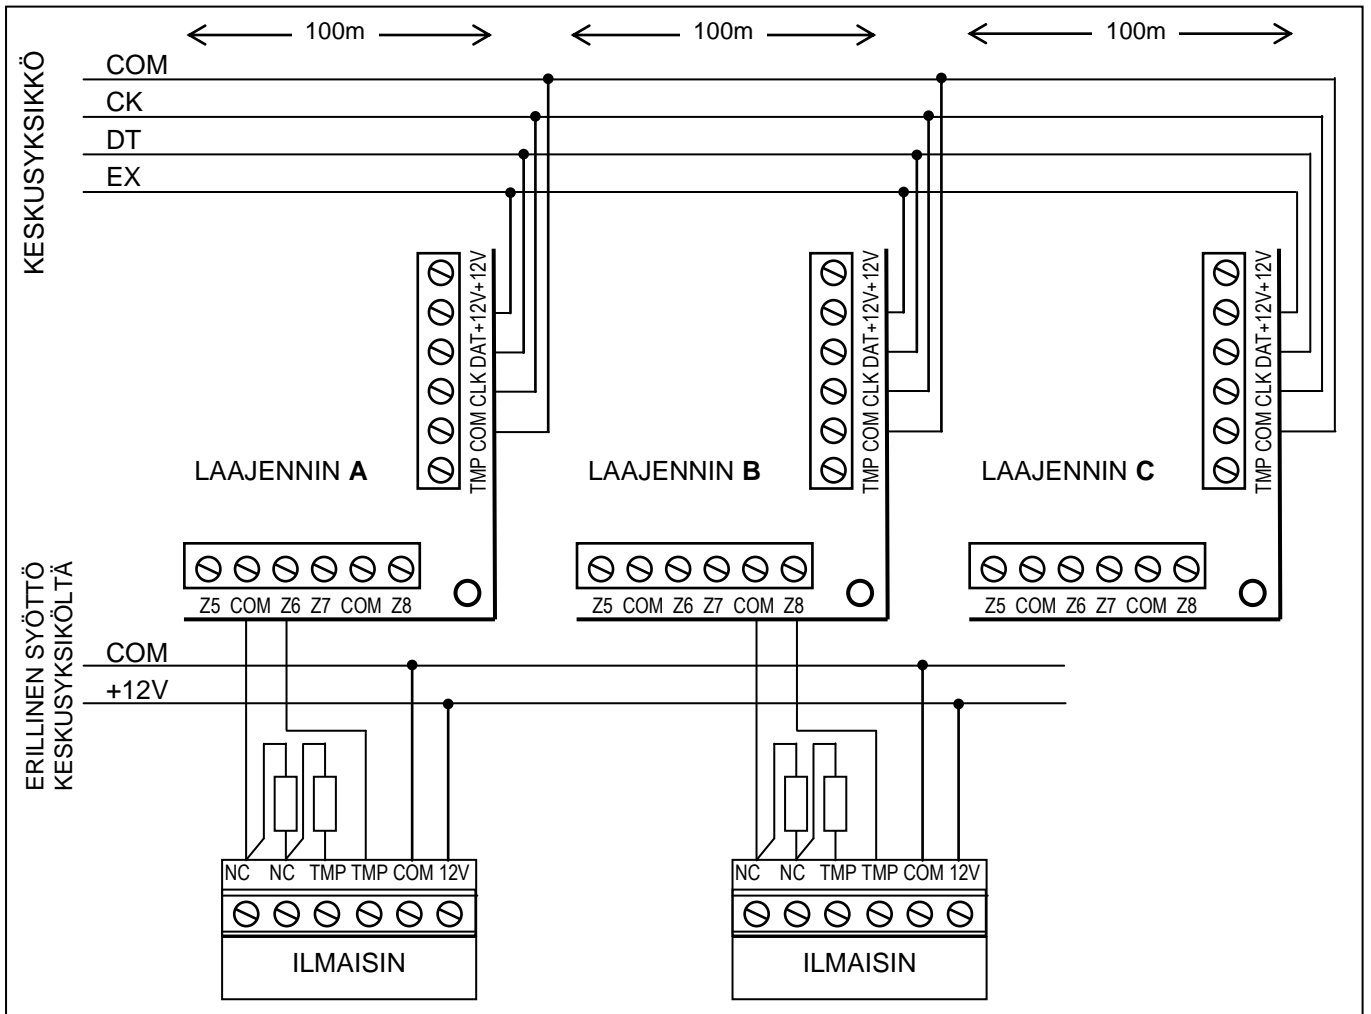 100m 100m 100m
KESKUSYKSIKKÖ
COM
CK
DT
EX
TMP COM CLK DAT+12V+12V
TMP COM CLK DAT+12V+12V
TMP COM CLK DAT+12V+12V
LAAJENNIN A
LAAJENNIN B
LAAJENNIN C
Z5 COM Z6 Z7 COM Z8
Z5 COM Z6 Z7 COM Z8
Z5 COM Z6 Z7 COM Z8
ERILLINEN SYÖTTÖ
KESKUSYKSIKÖLTÄ
COM
+12V
NC NC TMP TMP COM 12V
NC NC TMP TMP COM 12V
ILMAISIN
ILMAISIN